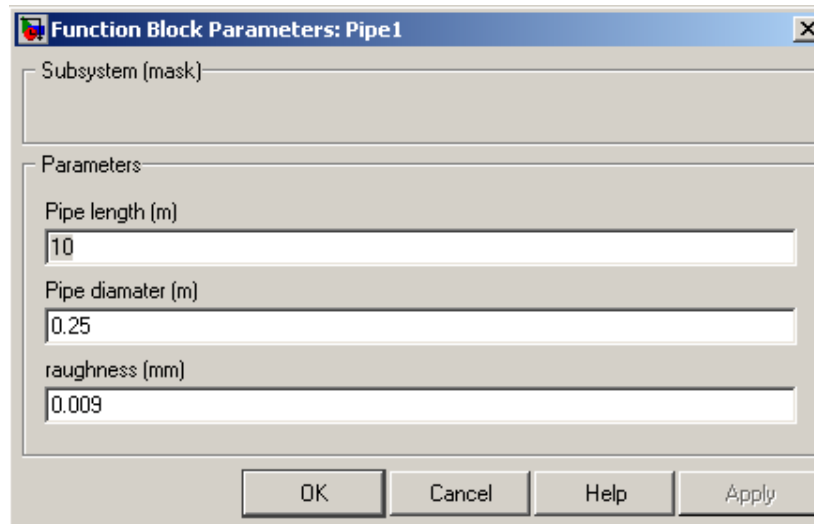 Function Block Parameters: Pipe1
Subsystem (mask)
Parameters
Pipe length (m)
10
Pipe diamater (m)
0.25
raughness (mm)
0.009
OK Cancel Help Apply